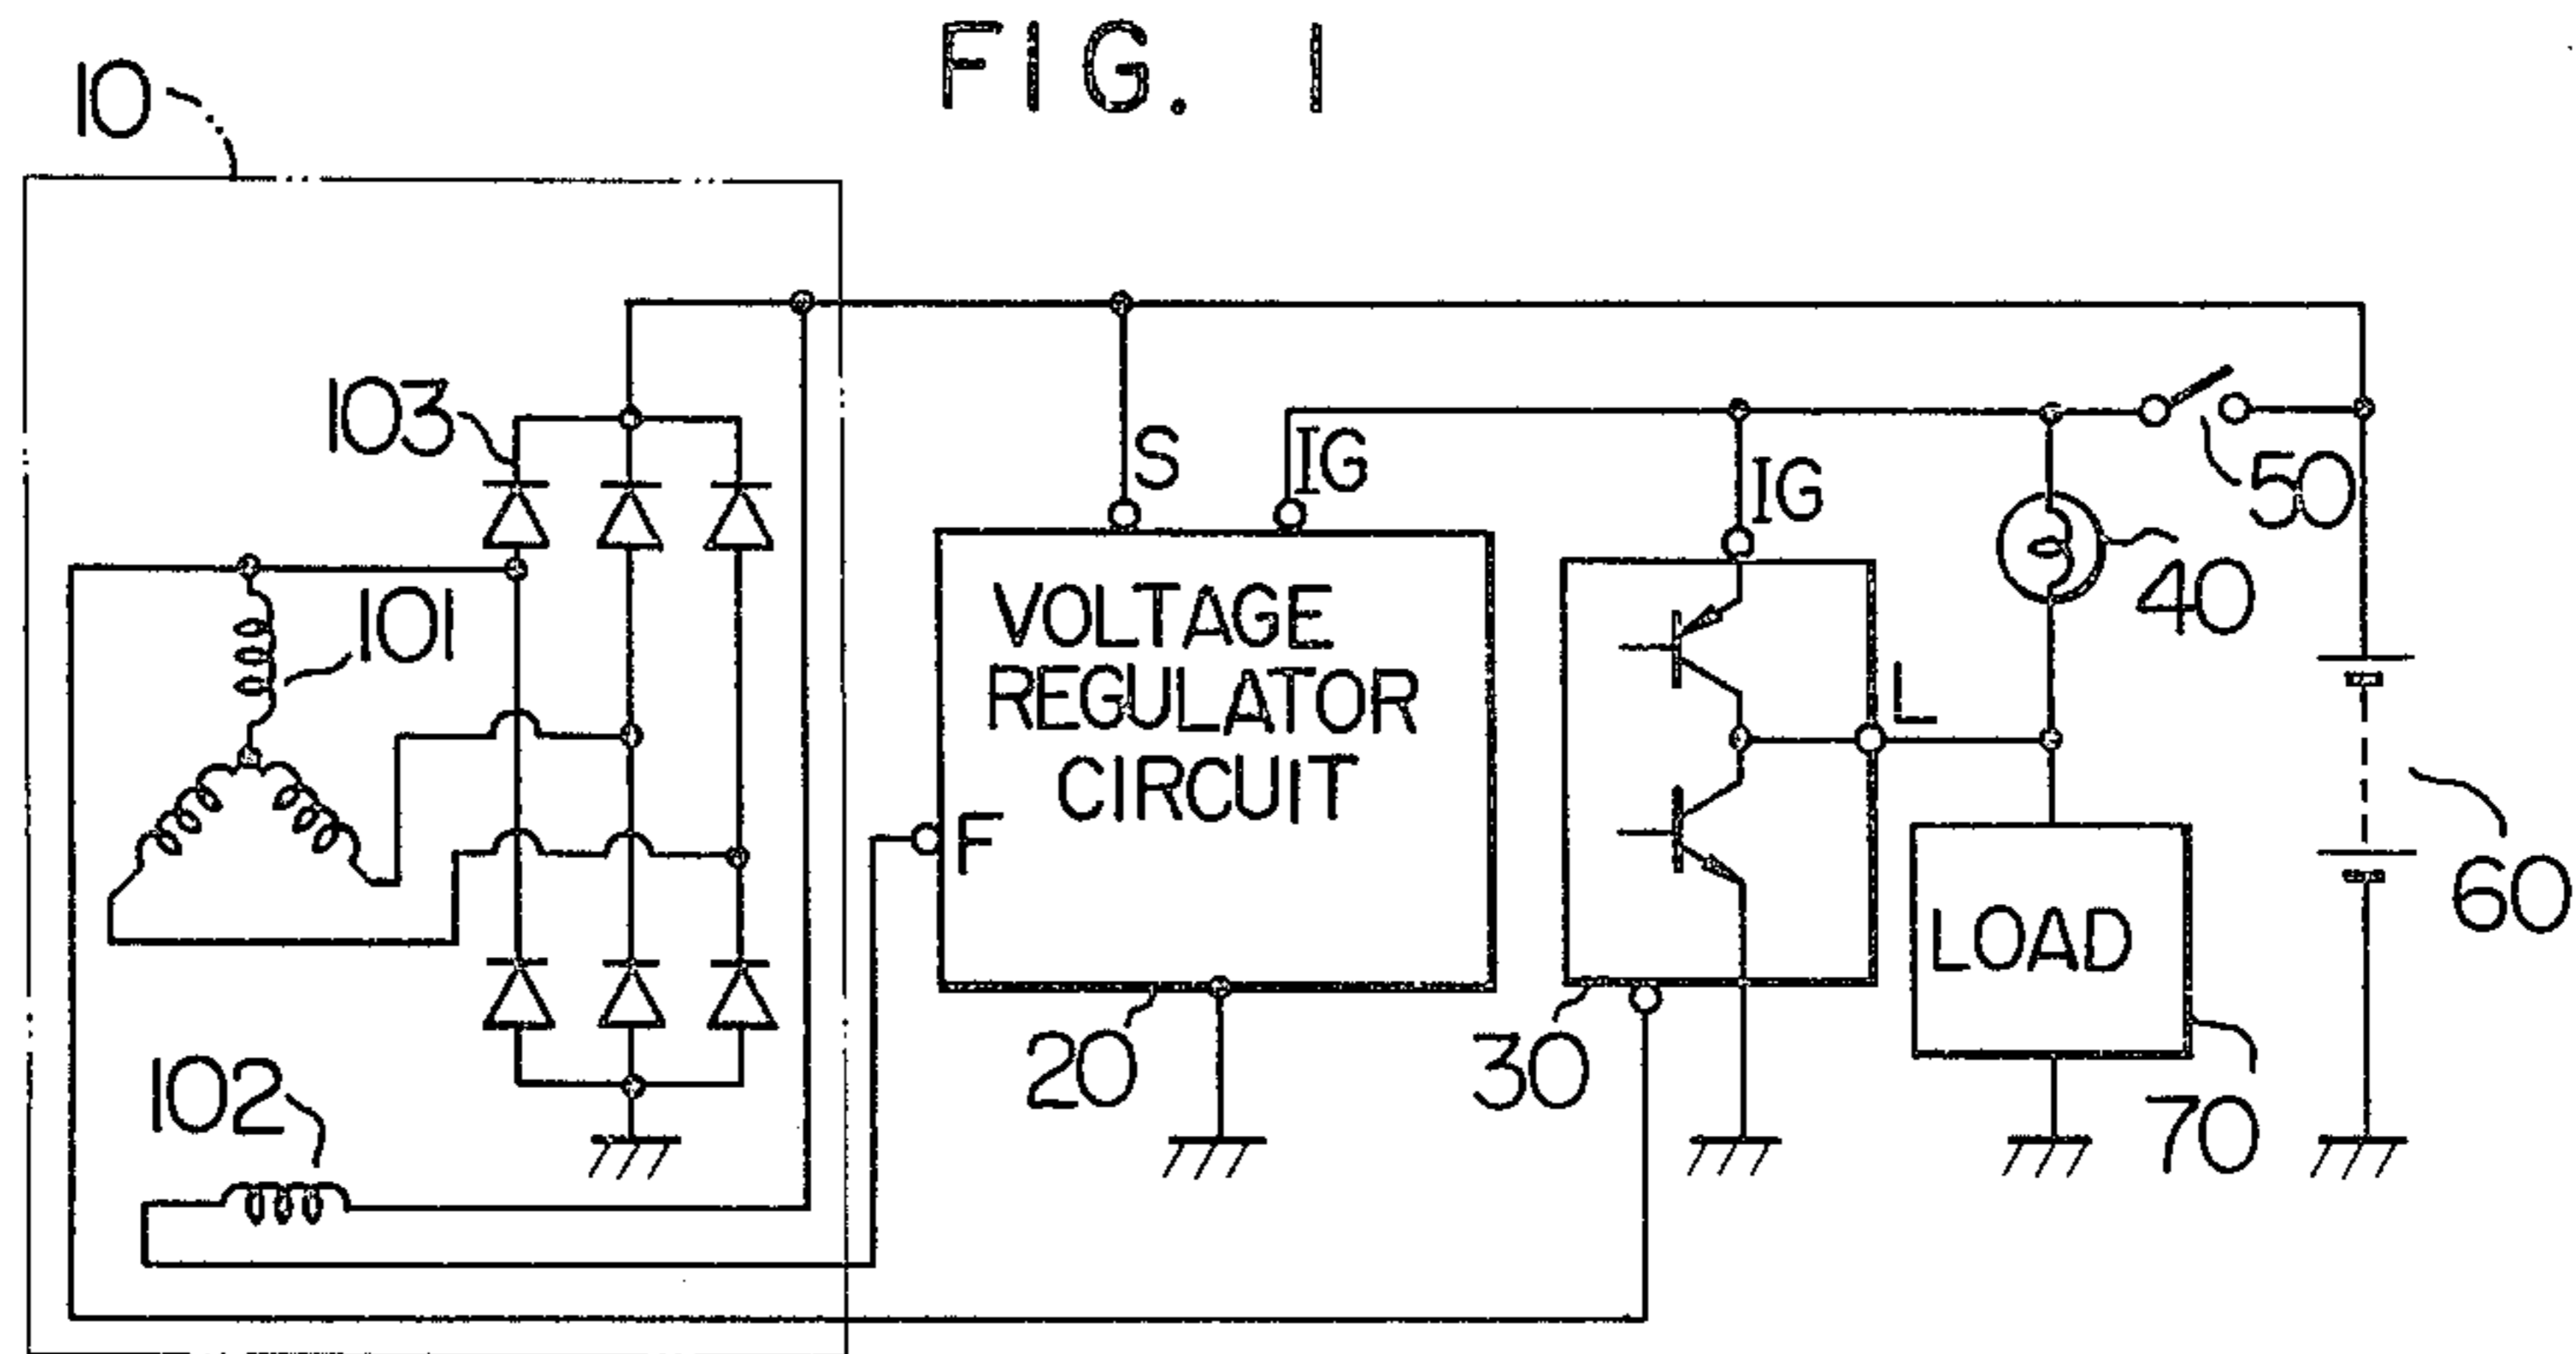 FIG. 1
10
103
S
IG
IG
50
40
101
VOLTAGE
REGULATOR
CIRCUIT
L
F
60
LOAD
102
20
30
70